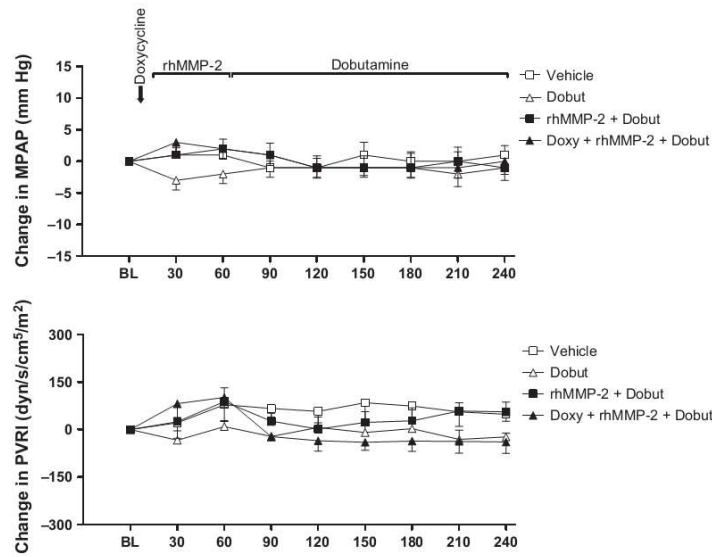 Doxycycline
rhMMP-2
Dobutamine
Change in MPAP (mm Hg)
15
10
5
0
–5
–10
–15
BL 30 60 90 120 150 180 210 240
Vehicle
Dobut
rhMMP-2 + Dobut
Doxy + rhMMP-2 + Dobut
Change in PVRI (dyn/s/cm⁵/m²)
300
150
0
–150
–300
BL 30 60 90 120 150 180 210 240
Vehicle
Dobut
rhMMP-2 + Dobut
Doxy + rhMMP-2 + Dobut